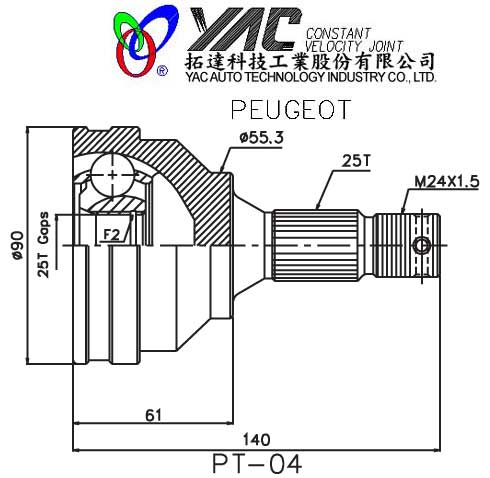 YAC CONSTANT
VELOCITY JOINT
®
拓達科技工業股份有限公司
YAC AUTO TECHNOLOGY INDUSTRY CO., LTD.
PEUGEOT
ø55.3
25T
M24X1.5
ø90
25T Gaps
F2
61
140
PT-04